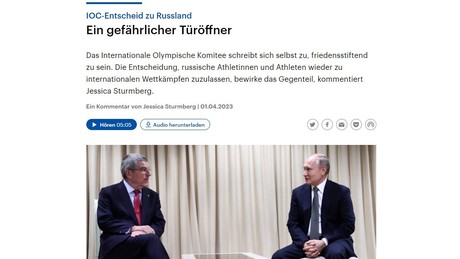 IOC-Entscheid zu Russland
Ein gefährlicher Türöffner
Das Internationale Olympische Komitee schreibt sich selbst zu, friedensstiftend
zu sein. Die Entscheidung, russische Athletinnen und Athleten wieder zu
internationalen Wettkämpfen zuzulassen, bewirke das Gegenteil, kommentiert
Jessica Sturmberg.
Ein Kommentar von Jessica Sturmberg | 01.04.2023
Hören 05:05 Audio herunterladen